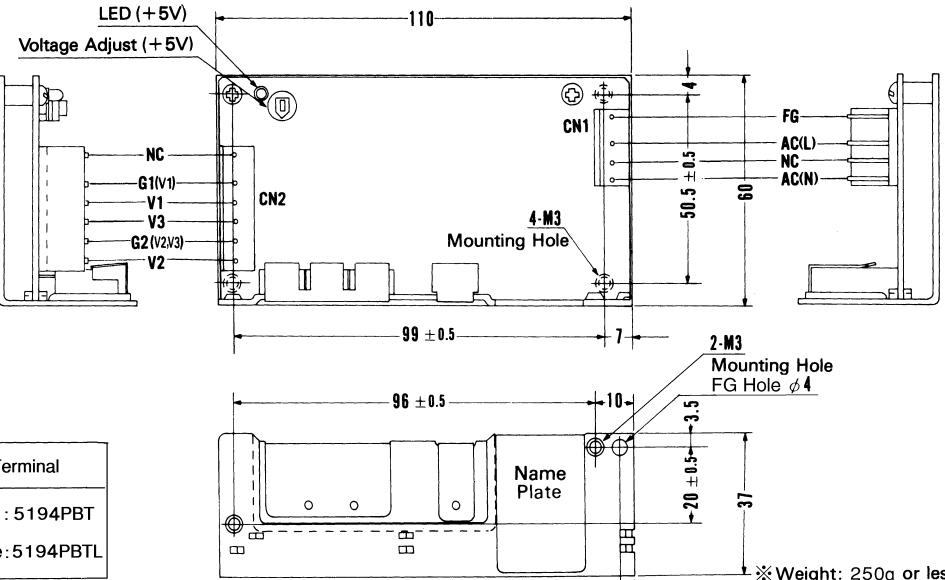 LED (+5V)
Voltage Adjust (+5V)
110
4
CN1
FG
AC(L)
NC
AC(N)
NC
G1(V1)
V1
V3
G2(V2,V3)
V2
CN2
50.5 ±0.5
60
4-M3
Mounting Hole
99 ±0.5
7
2-M3
Mounting Hole
FG Hole φ4
96 ±0.5
10
3.5
20 ±0.5
37
Name
Plate
: 5194PBT
:5194PBTL
※Weight: 250g or